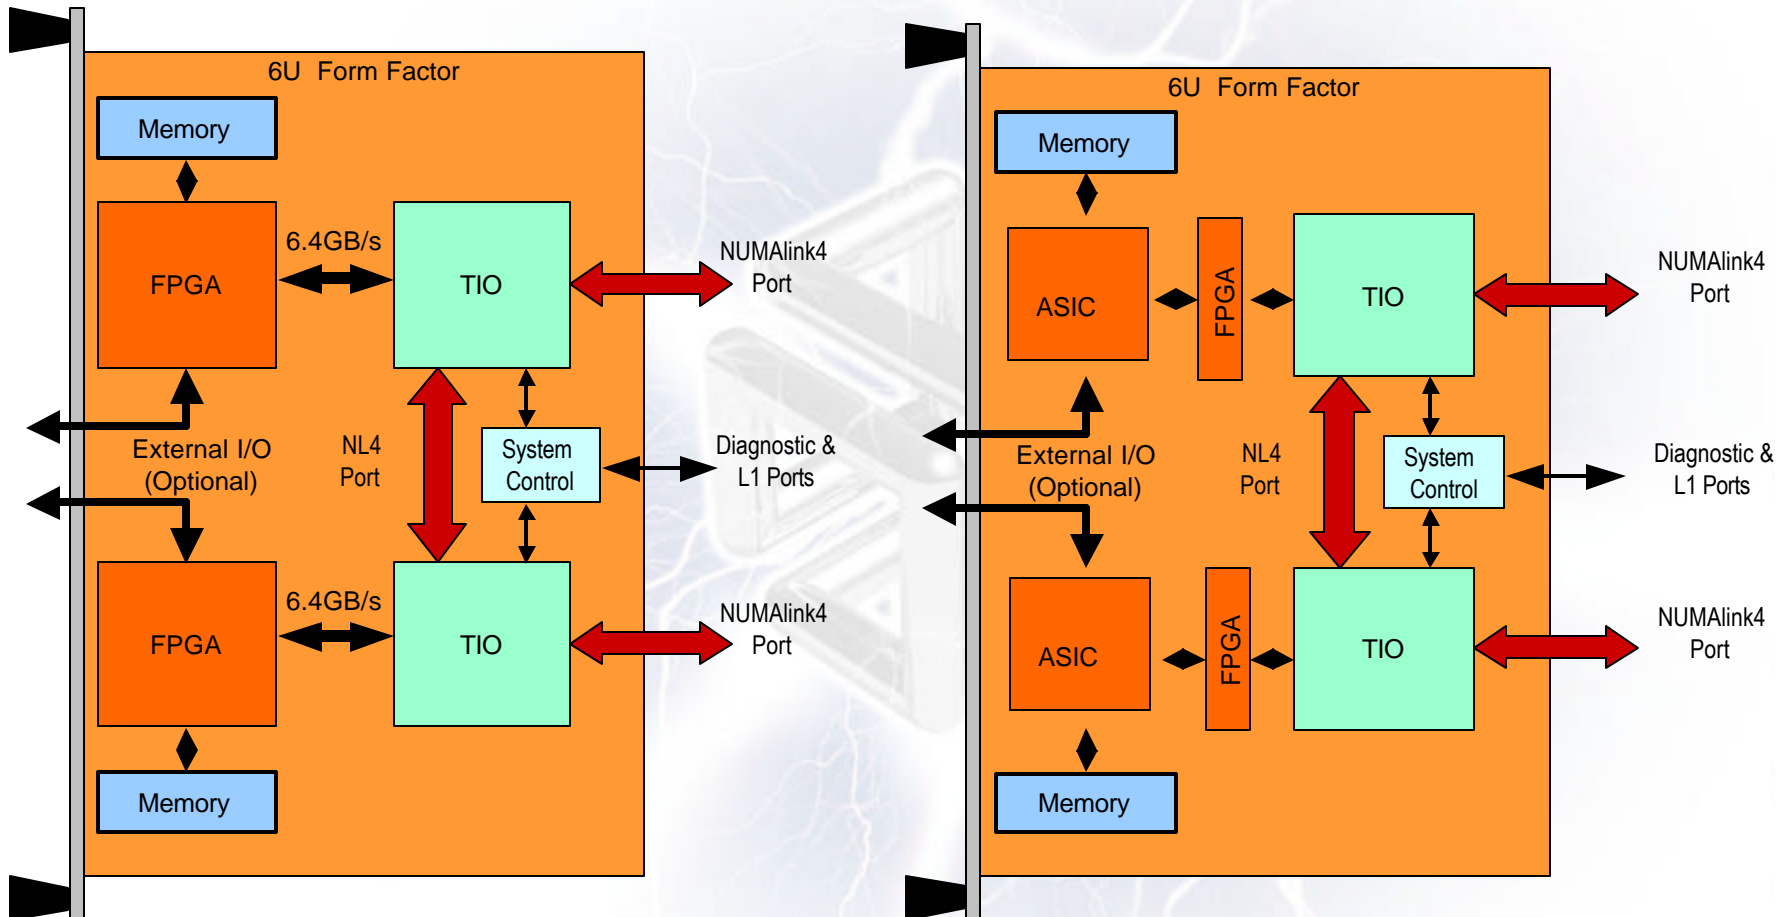 6U Form Factor
Memory
6.4GB/s
FPGA
TIO
NUMAlink4
Port
External I/O
(Optional)
NL4
Port
System
Control
Diagnostic &
L1 Ports
6.4GB/s
FPGA
TIO
NUMAlink4
Port
Memory
6U Form Factor
Memory
ASIC
FPGA
TIO
NUMAlink4
Port
External I/O
(Optional)
NL4
Port
System
Control
Diagnostic &
L1 Ports
ASIC
FPGA
TIO
NUMAlink4
Port
Memory